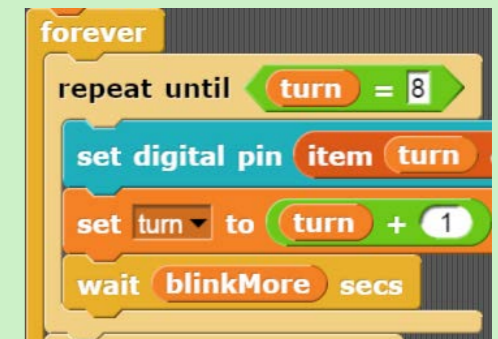 forever
repeat until turn = 8
set digital pin item turn
set turn to turn + 1
wait blinkMore secs